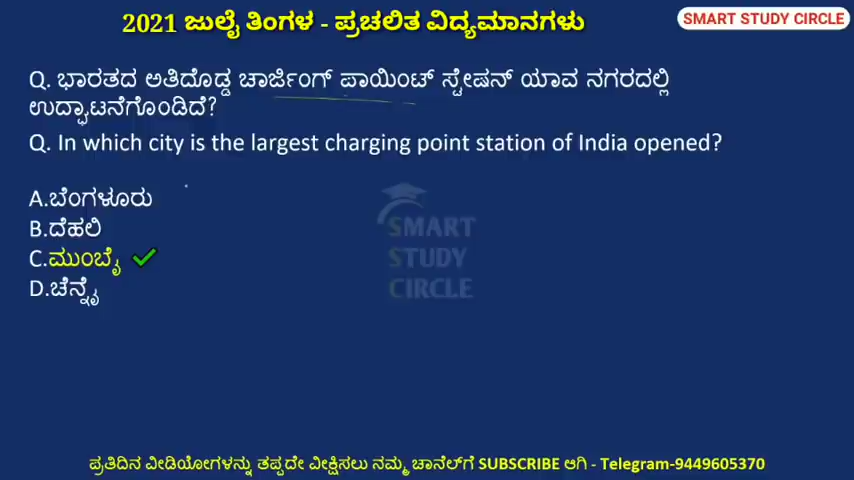 2021 ಜುಲೈ ತಿಂಗಳ - ಪ್ರಚಲಿತ ವಿದ್ಯಮಾನಗಳು
SMART STUDY CIRCLE
Q. ಭಾರತದ ಅತಿದೊಡ್ಡ ಚಾರ್ಜಿಂಗ್ ಪಾಯಿಂಟ್ ಸ್ಟೇಷನ್ ಯಾವ ನಗರದಲ್ಲಿ
ಉದ್ಘಾಟನೆಗೊಂಡಿದೆ?
Q. In which city is the largest charging point station of India opened?
A.ಬೆಂಗಳೂರು
B.ದೆಹಲಿ
C.ಮುಂಬೈ
D.ಚೆನ್ನೈ
SMART
STUDY
CIRCLE
ಪ್ರತಿದಿನ ವೀಡಿಯೋಗಳನ್ನು ತಪ್ಪದೇ ವೀಕ್ಷಿಸಲು ನಮ್ಮ ಚಾನೆಲ್‌ಗೆ SUBSCRIBE ಆಗಿ - Telegram-9449605370